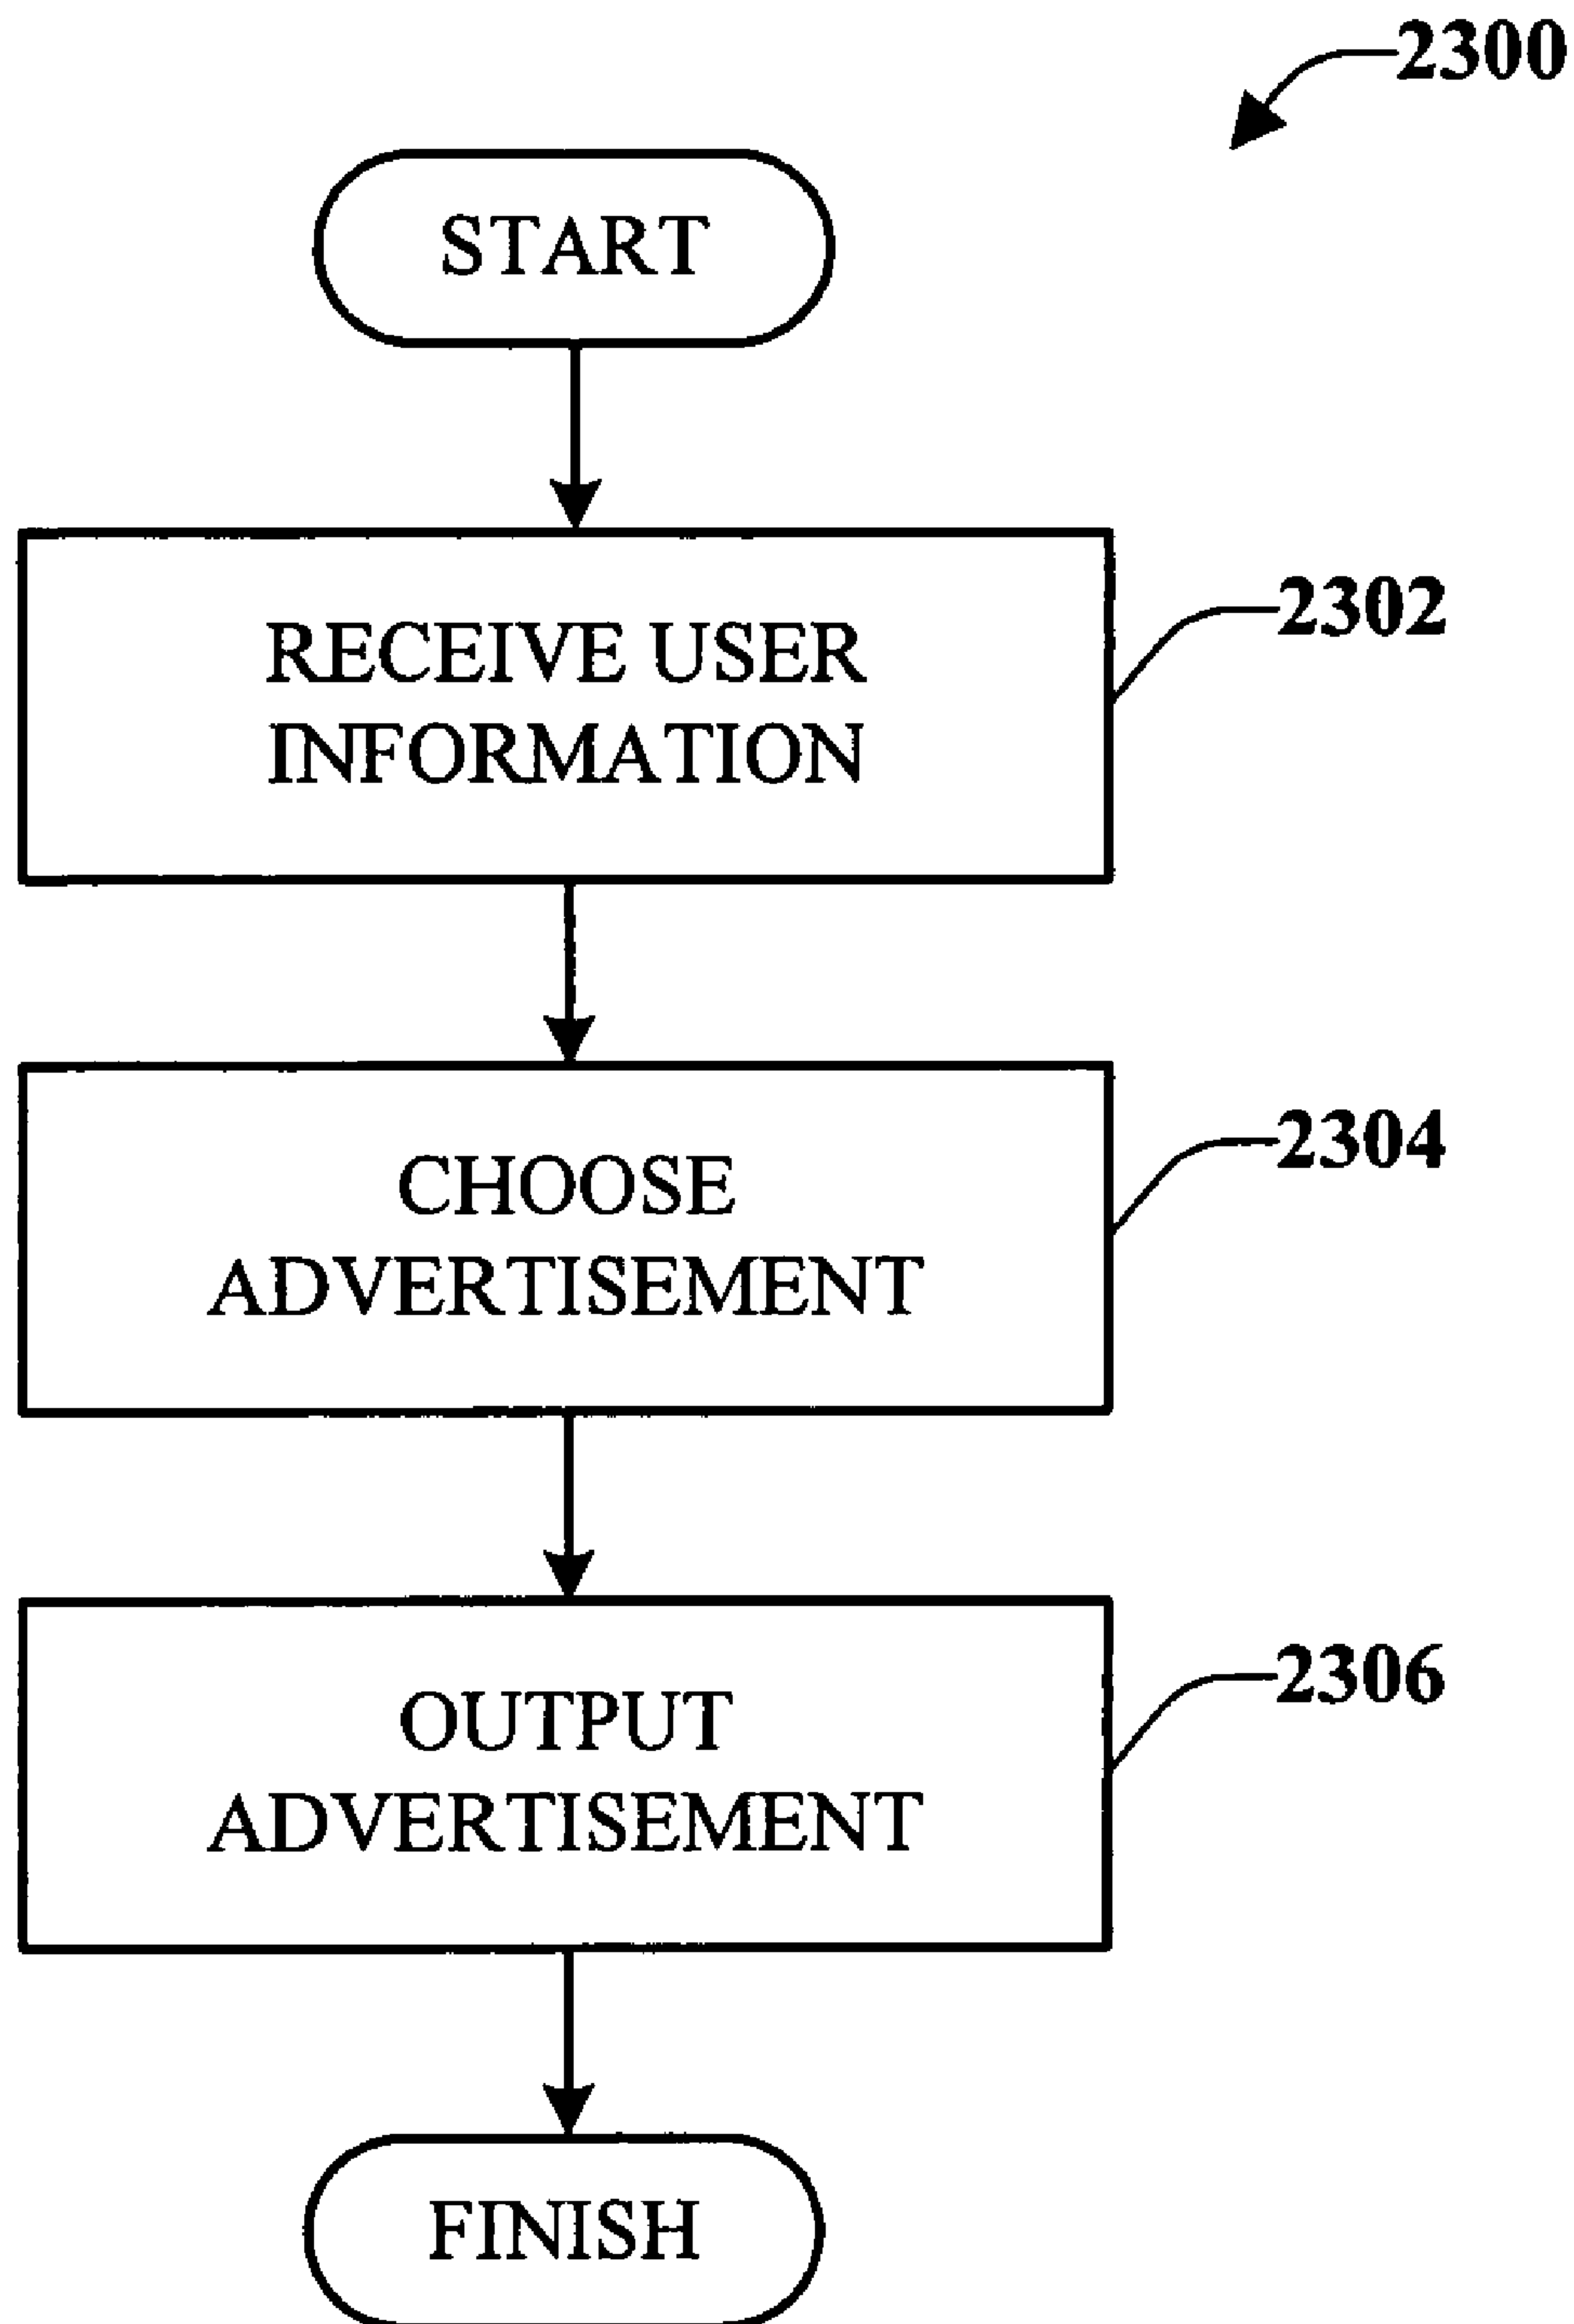 2300
START
RECEIVE USER
INFORMATION
2302
CHOOSE
ADVERTISEMENT
2304
OUTPUT
ADVERTISEMENT
2306
FINISH